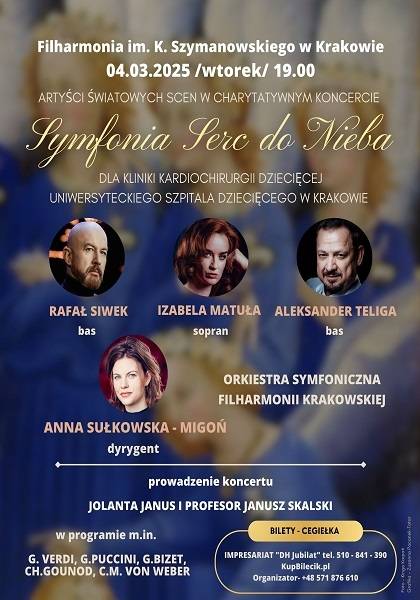 Filharmonia im. K. Szymanowskiego w Krakowie
04.03.2025 /wtorek/ 19.00
ARTYŚCI ŚWIATOWYCH SCEN W CHARYTATYWNYM KONCERCIE
Symfonia Serc do Nieba
DLA KLINIKI KARDIOCHIRURGII DZIECIĘCEJ
UNIWERSYTECKIEGO SZPITALA DZIECIĘCEGO W KRAKOWIE
RAFAŁ SIWEK
bas
IZABELA MATUŁA
sopran
ALEKSANDER TELIGA
bas
ANNA SUŁKOWSKA - MIGOŃ
dyrygent
ORKIESTRA SYMFONICZNA
FILHARMONII KRAKOWSKIEJ
prowadzenie koncertu
JOLANTA JANUS I PROFESOR JANUSZ SKALSKI
w programie m.in.
G. VERDI, G.PUCCINI, G.BIZET,
CH.GOUNOD, C.M. VON WEBER
BILETY - CEGIEŁKA
IMPRESARIAT "DH Jubilat" tel. 510 - 841 - 390
KupBilecik.pl
Organizator- +48 571 876 610